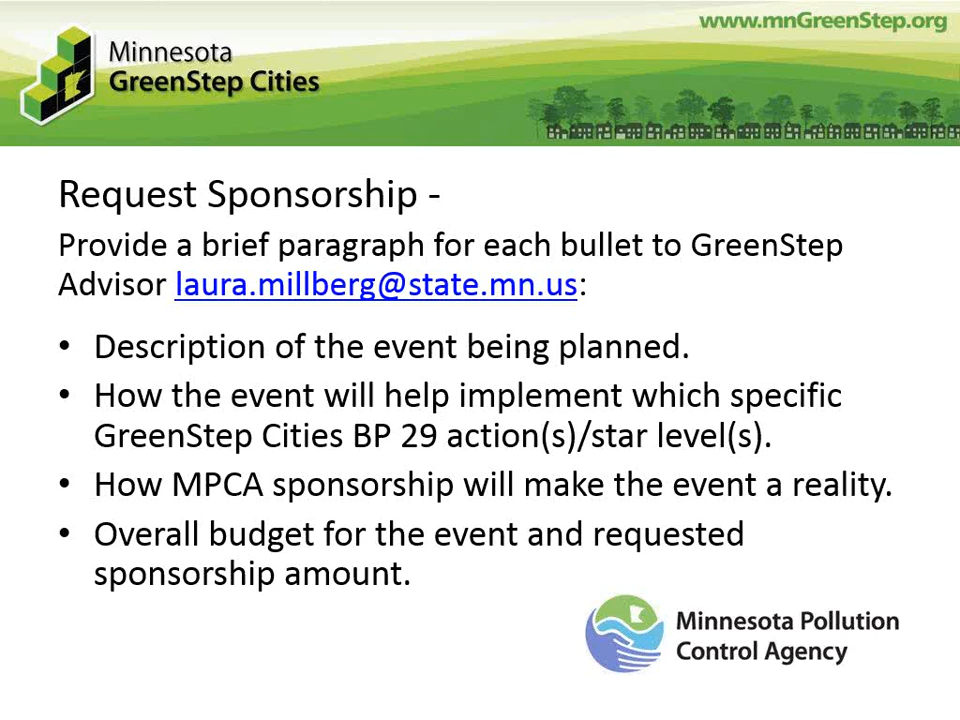 www.mnGreenStep.org
Minnesota
GreenStep Cities
Request Sponsorship -
Provide a brief paragraph for each bullet to GreenStep
Advisor laura.millberg@state.mn.us:
• Description of the event being planned.
• How the event will help implement which specific
GreenStep Cities BP 29 action(s)/star level(s).
• How MPCA sponsorship will make the event a reality.
• Overall budget for the event and requested
sponsorship amount.
Minnesota Pollution
Control Agency